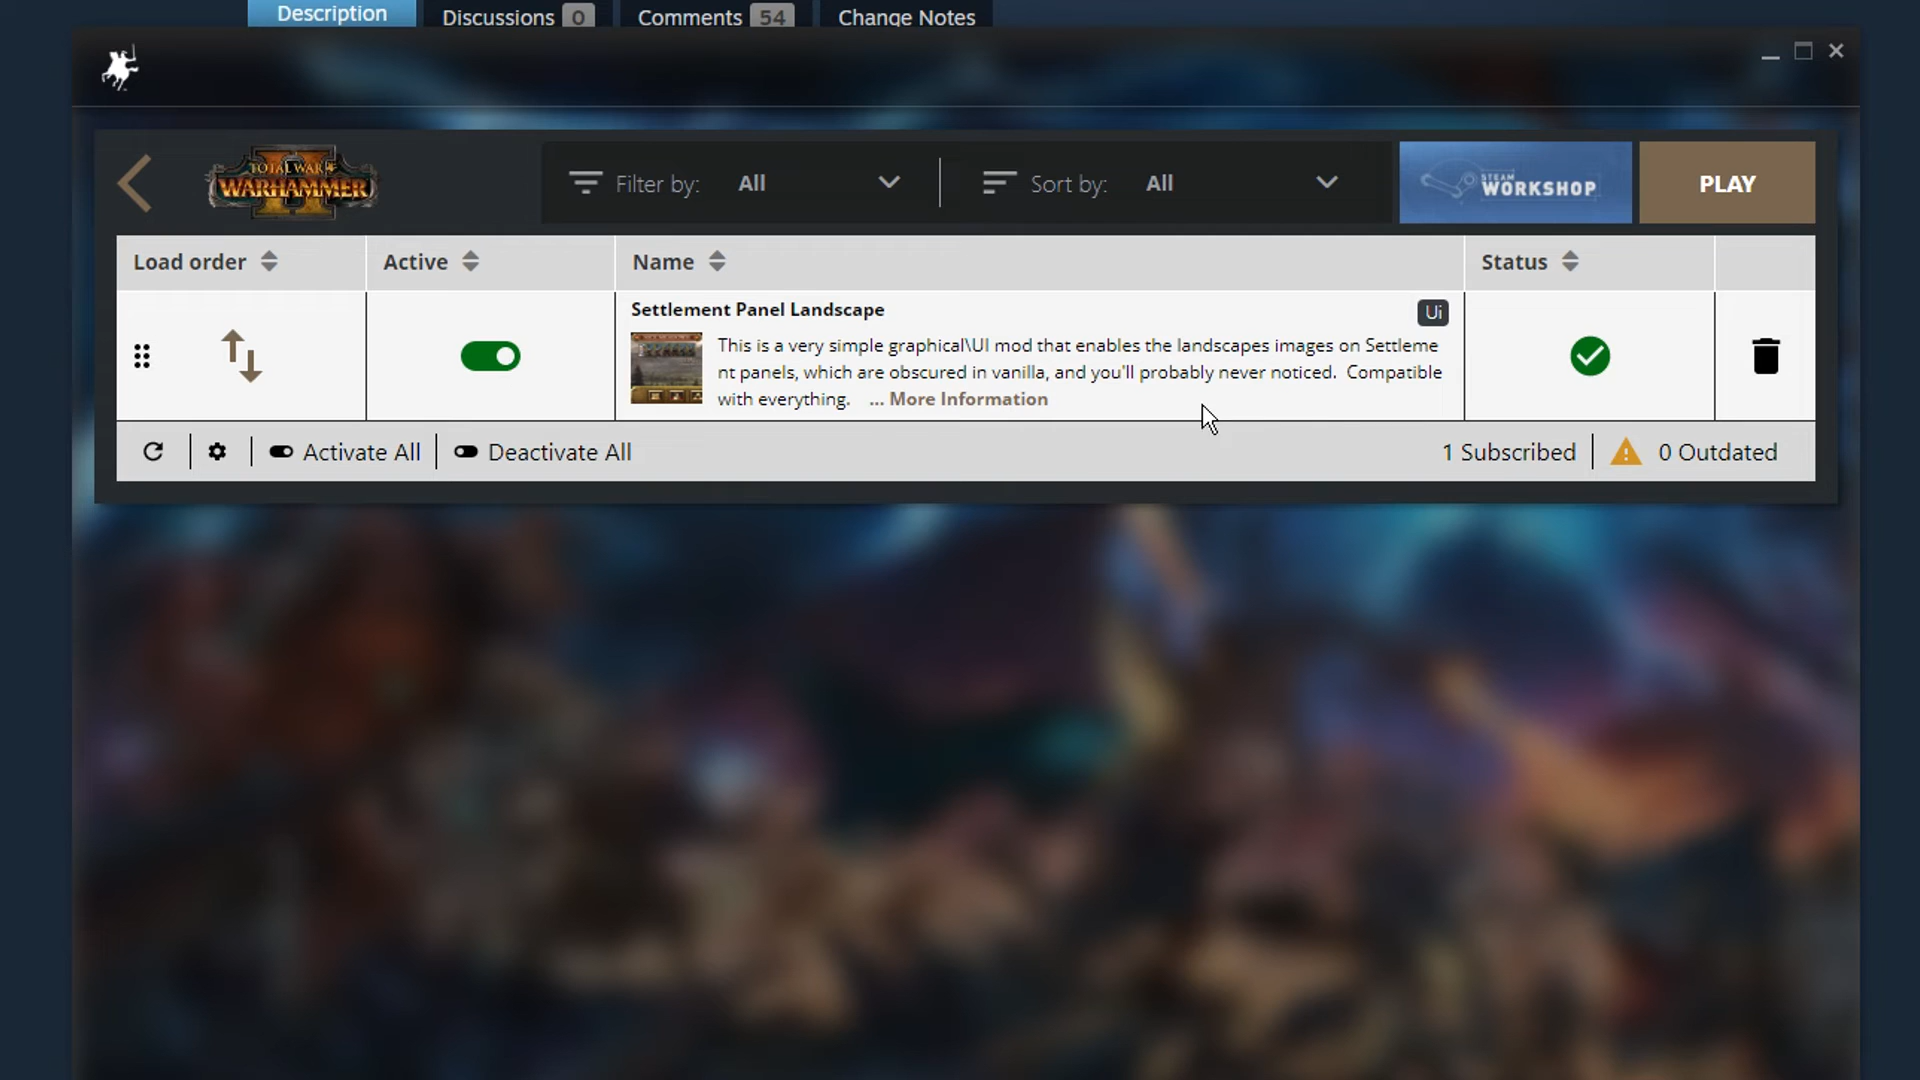 Description Discussions 0 Comments 54 Change Notes
TOTAL WAR
WARHAMMER
II
Filter by: All Sort by: All STEAM WORKSHOP PLAY
Load order Active Name Status
Settlement Panel Landscape Ui
This is a very simple graphical\UI mod that enables the landscapes images on Settleme
nt panels, which are obscured in vanilla, and you'll probably never noticed. Compatible
with everything. ... More Information
Activate All Deactivate All 1 Subscribed 0 Outdated